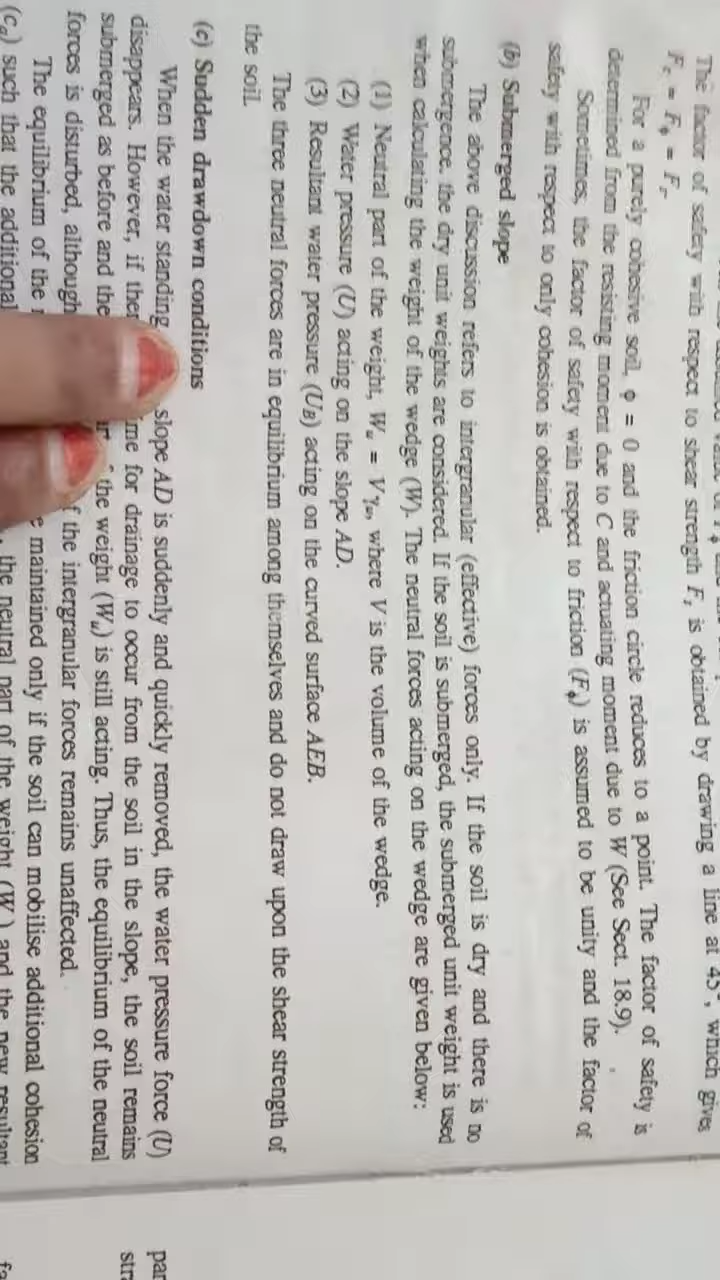 The factor of safety with respect to shear strength Fs is obtained by drawing a line at 45°, which gives
Fc = Fφ = Fs
For a purely cohesive soil, φ = 0 and the friction circle reduces to a point. The factor of safety is
determined from the resisting moment due to C and actuating moment due to W (See Sect. 18.9).
Sometimes, the factor of safety with respect to friction (Fφ) is assumed to be unity and the factor of
safety with respect to only cohesion is obtained.
(b) Submerged slope
The above discussion refers to intergranular (effective) forces only. If the soil is dry and there is no
submergence, the dry unit weights are considered. If the soil is submerged, the submerged unit weight is used
when calculating the weight of the wedge (W). The neutral forces acting on the wedge are given below:
(1) Neutral part of the weight, Wu = Vγw, where V is the volume of the wedge.
(2) Water pressure (U) acting on the slope AD.
(3) Resultant water pressure (UB) acting on the curved surface AEB.
The three neutral forces are in equilibrium among themselves and do not draw upon the shear strength of
the soil.
(c) Sudden drawdown conditions
When the water standing slope AD is suddenly and quickly removed, the water pressure force (U)
disappears. However, if me for drainage to occur from the soil in the slope, the soil remains
submerged as before and the weight (Wu) is still acting. Thus, the equilibrium of the neutral
forces is disturbed, although the intergranular forces remains unaffected.
The equilibrium of the maintained only if the soil can mobilise additional cohesion
(ca) such that the additional the neutral part of the weight (W ) and the new resultant
par
stra
fa